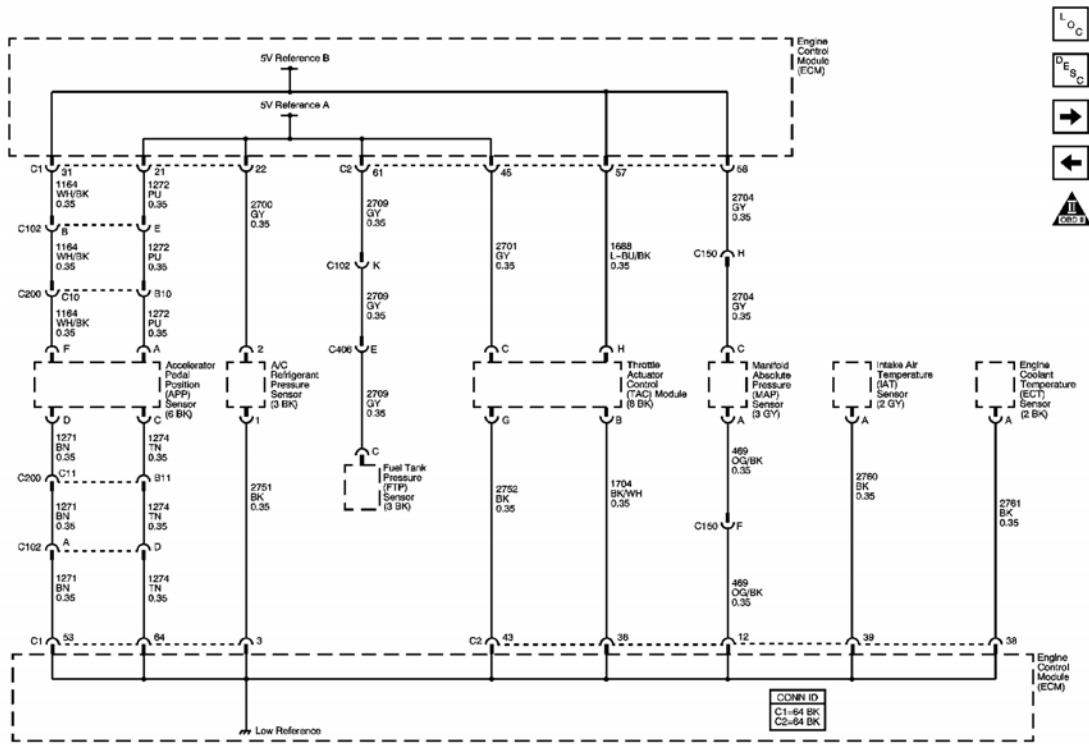 L O C
D E S C
II
OBD II
Engine
Control
Module
(ECM)
5V Reference B
5V Reference A
C1 31 21 22 C2 61 45 57 58
1164
WH/BK
0.35
1272
PU
0.35
2700
GY
0.35
2709
GY
0.35
2701
GY
0.35
1688
L-BU/BK
0.35
2704
GY
0.35
C102 B E
C102 K
C150 H
1164
WH/BK
0.35
1272
PU
0.35
2709
GY
0.35
2704
GY
0.35
C200 C10 B10
C406 E
1164
WH/BK
0.35
1272
PU
0.35
F A 2 C H C
Accelerator
Pedal
Position
(APP)
Sensor
(6 BK)
A/C
Refrigerant
Pressure
Sensor
(3 BK)
2709
GY
0.35
Throttle
Actuator
Control
(TAC) Module
(8 BK)
Manifold
Absolute
Pressure
(MAP)
Sensor
(3 GY)
Intake Air
Temperature
(IAT)
Sensor
(2 GY)
Engine
Coolant
Temperature
(ECT)
Sensor
(2 BK)
D C 1 G B A A A
C
Fuel Tank
Pressure
(FTP)
Sensor
(3 BK)
1271
BN
0.35
1274
TN
0.35
469
OG/BK
0.35
C200 C11 B11
2751
BK
0.35
2752
BK
0.35
1704
BK/WH
0.35
2760
BK
0.35
2761
BK
0.35
1271
BN
0.35
1274
TN
0.35
C150 F
C102 A D
1271
BN
0.35
1274
TN
0.35
469
OG/BK
0.35
C1 53 64 3 C2 43 12 39 38
Engine
Control
Module
(ECM)
CONN ID
C1=64 BK
C2=64 BK
Low Reference